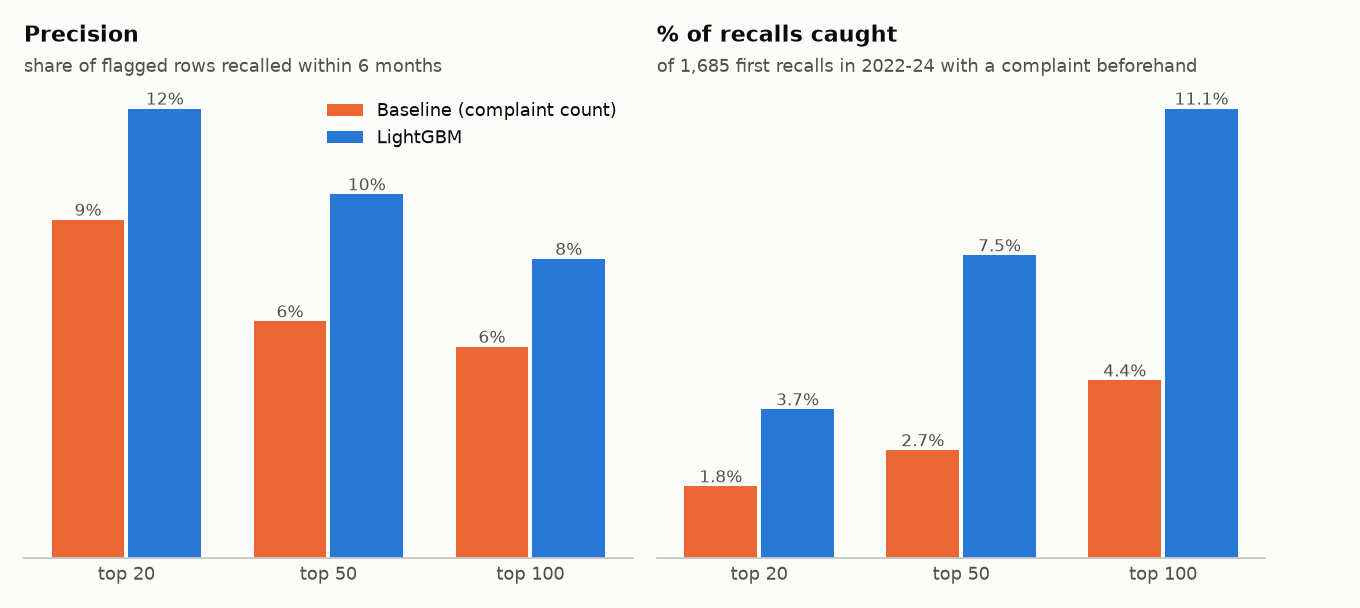 Precision
share of flagged rows recalled within 6 months
Baseline (complaint count)
LightGBM
12%
9%
10%
6%
8%
6%
top 20
top 50
top 100
% of recalls caught
of 1,685 first recalls in 2022-24 with a complaint beforehand
11.1%
7.5%
4.4%
3.7%
2.7%
1.8%
top 20
top 50
top 100